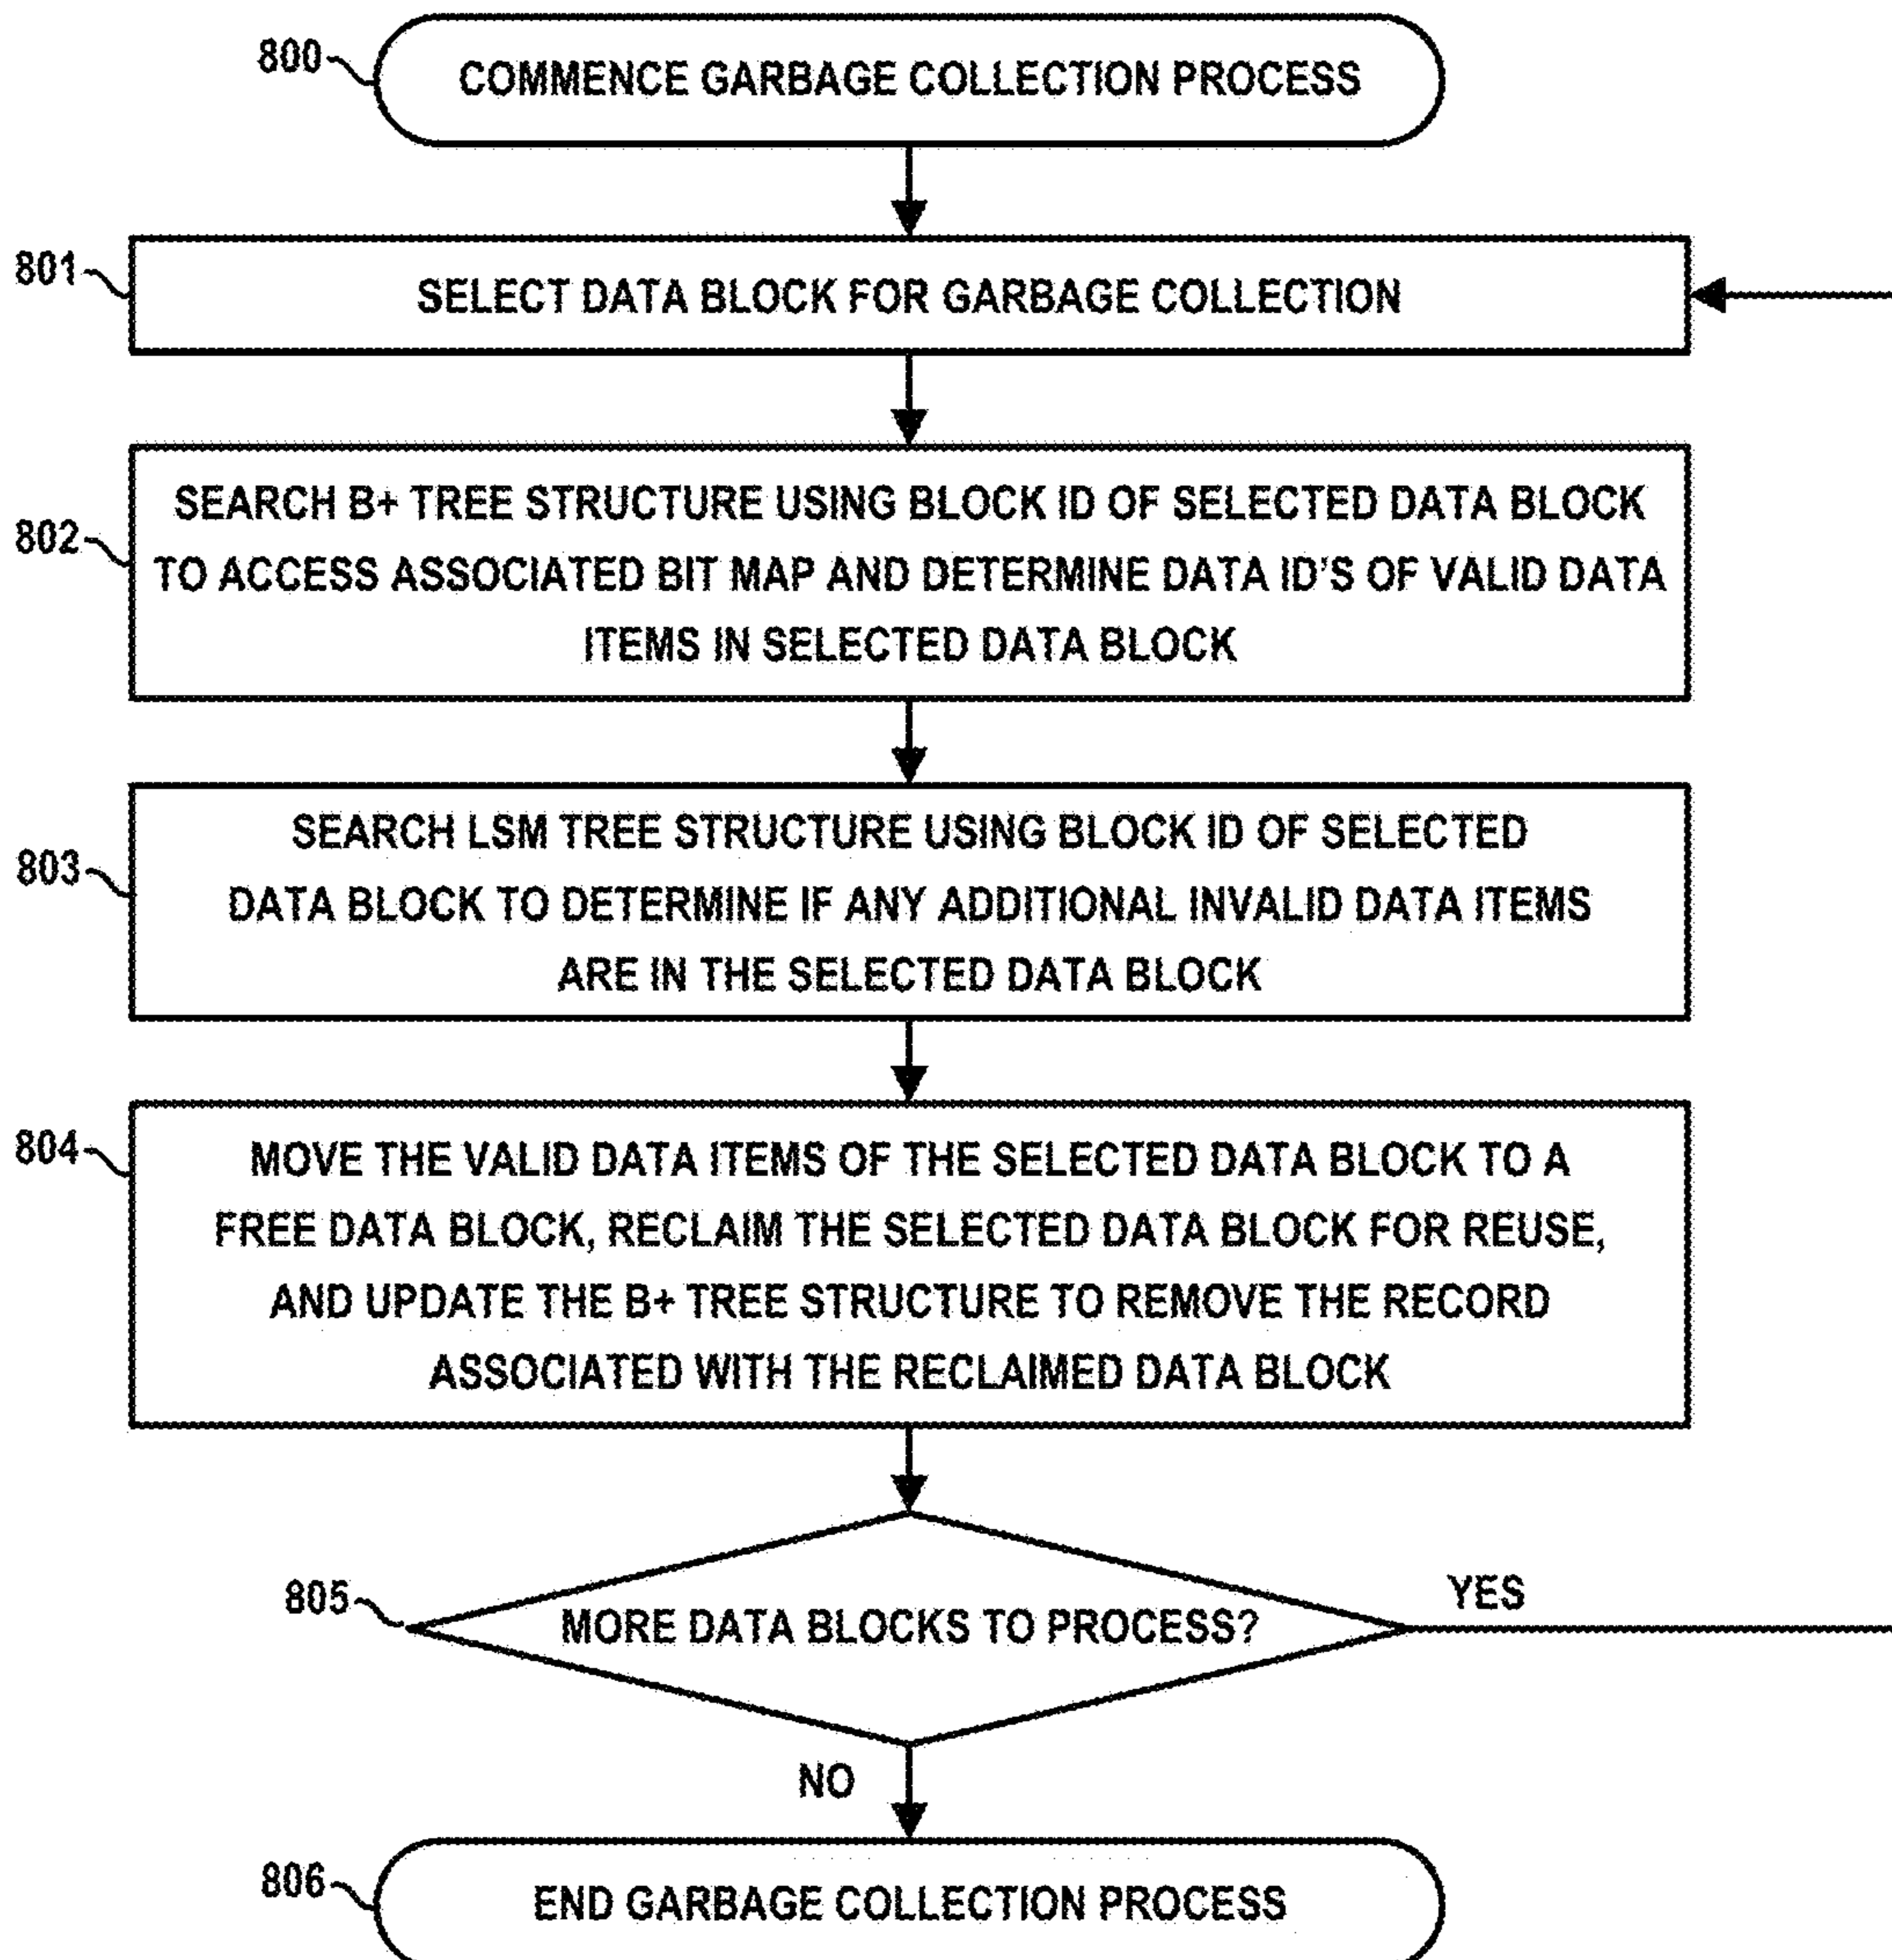 800
COMMENCE GARBAGE COLLECTION PROCESS
801
SELECT DATA BLOCK FOR GARBAGE COLLECTION
802
SEARCH B+ TREE STRUCTURE USING BLOCK ID OF SELECTED DATA BLOCK
TO ACCESS ASSOCIATED BIT MAP AND DETERMINE DATA ID'S OF VALID DATA
ITEMS IN SELECTED DATA BLOCK
803
SEARCH LSM TREE STRUCTURE USING BLOCK ID OF SELECTED
DATA BLOCK TO DETERMINE IF ANY ADDITIONAL INVALID DATA ITEMS
ARE IN THE SELECTED DATA BLOCK
804
MOVE THE VALID DATA ITEMS OF THE SELECTED DATA BLOCK TO A
FREE DATA BLOCK, RECLAIM THE SELECTED DATA BLOCK FOR REUSE,
AND UPDATE THE B+ TREE STRUCTURE TO REMOVE THE RECORD
ASSOCIATED WITH THE RECLAIMED DATA BLOCK
805
MORE DATA BLOCKS TO PROCESS?
YES
NO
806
END GARBAGE COLLECTION PROCESS